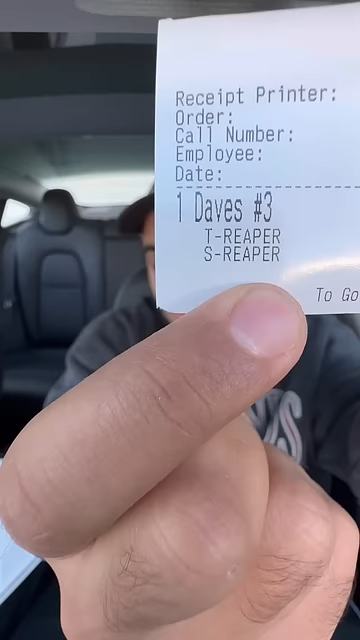 Receipt Printer:
Order:
Call Number:
Employee:
Date:
1 Daves #3
T-REAPER
S-REAPER
To Go